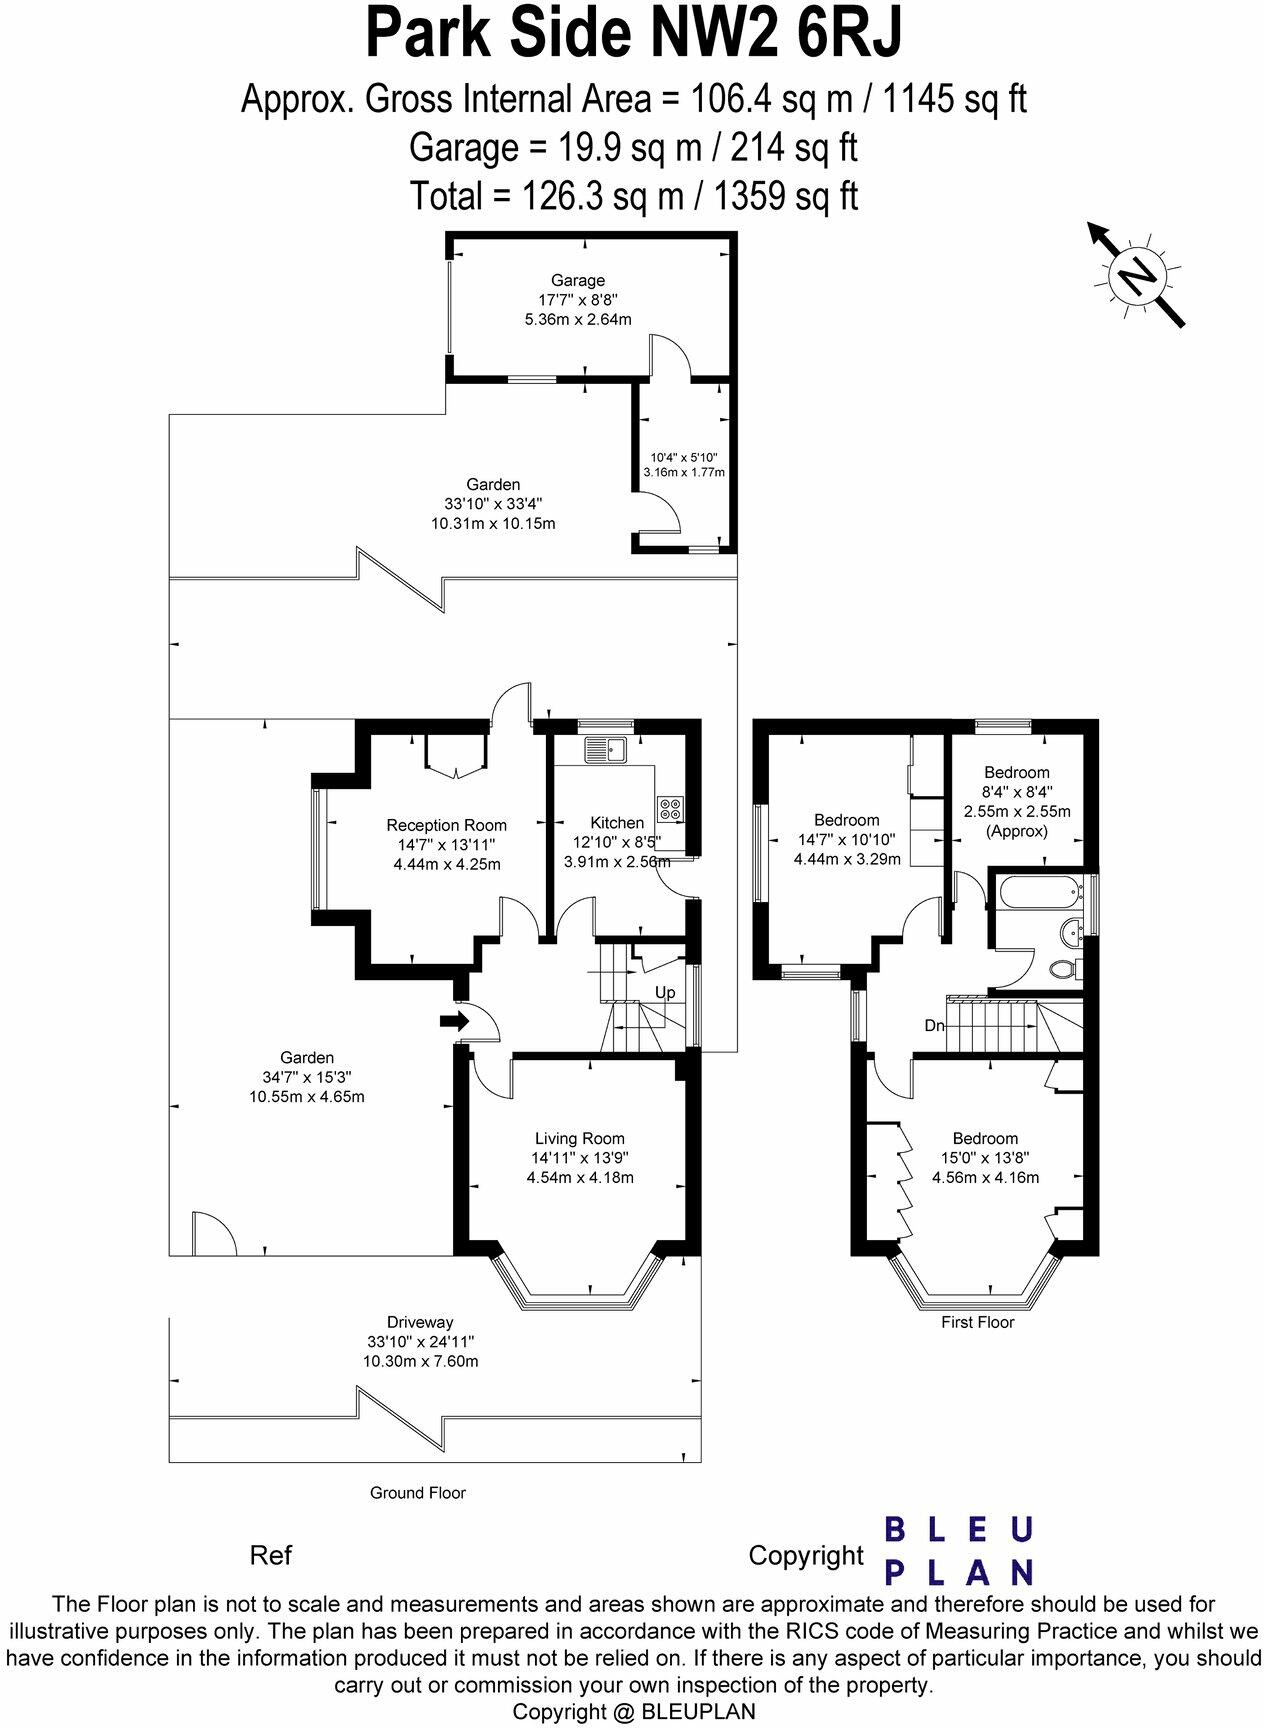 Park Side NW2 6RJ
Approx. Gross Internal Area = 106.4 sq m / 1145 sq ft
Garage = 19.9 sq m / 214 sq ft
Total = 126.3 sq m / 1359 sq ft
N
Garage
17'7" x 8'8"
5.36m x 2.64m
10'4" x 5'10"
3.16m x 1.77m
Garden
33'10" x 33'4"
10.31m x 10.15m
Reception Room
14'7" x 13'11"
4.44m x 4.25m
Kitchen
12'10" x 8'5"
3.91m x 2.56m
Up
Garden
34'7" x 15'3"
10.55m x 4.65m
Living Room
14'11" x 13'9"
4.54m x 4.18m
Driveway
33'10" x 24'11"
10.30m x 7.60m
Ground Floor
Bedroom
14'7" x 10'10"
4.44m x 3.29m
Bedroom
8'4" x 8'4"
2.55m x 2.55m
(Approx)
Dn
Bedroom
15'0" x 13'8"
4.56m x 4.16m
First Floor
Ref
Copyright
BLEU
PLAN
The Floor plan is not to scale and measurements and areas shown are approximate and therefore should be used for
illustrative purposes only. The plan has been prepared in accordance with the RICS code of Measuring Practice and whilst we
have confidence in the information produced it must not be relied on. If there is any aspect of particular importance, you should
carry out or commission your own inspection of the property.
Copyright @ BLEUPLAN